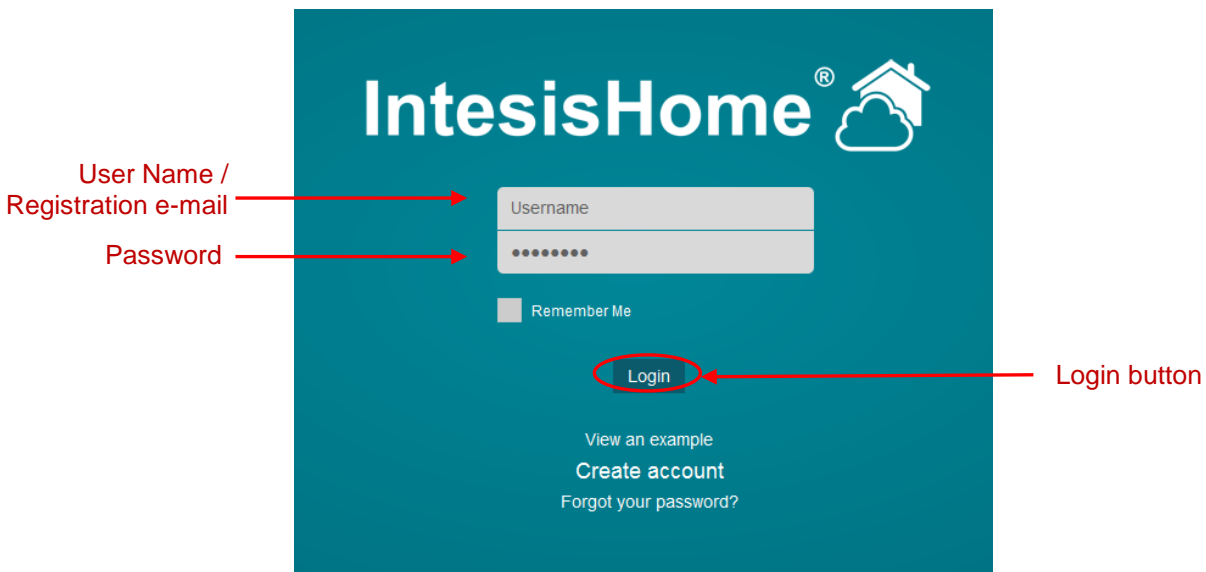 IntesisHome®
User Name /
Registration e-mail
Username
Password
••••••••
Remember Me
Login
Login button
View an example
Create account
Forgot your password?